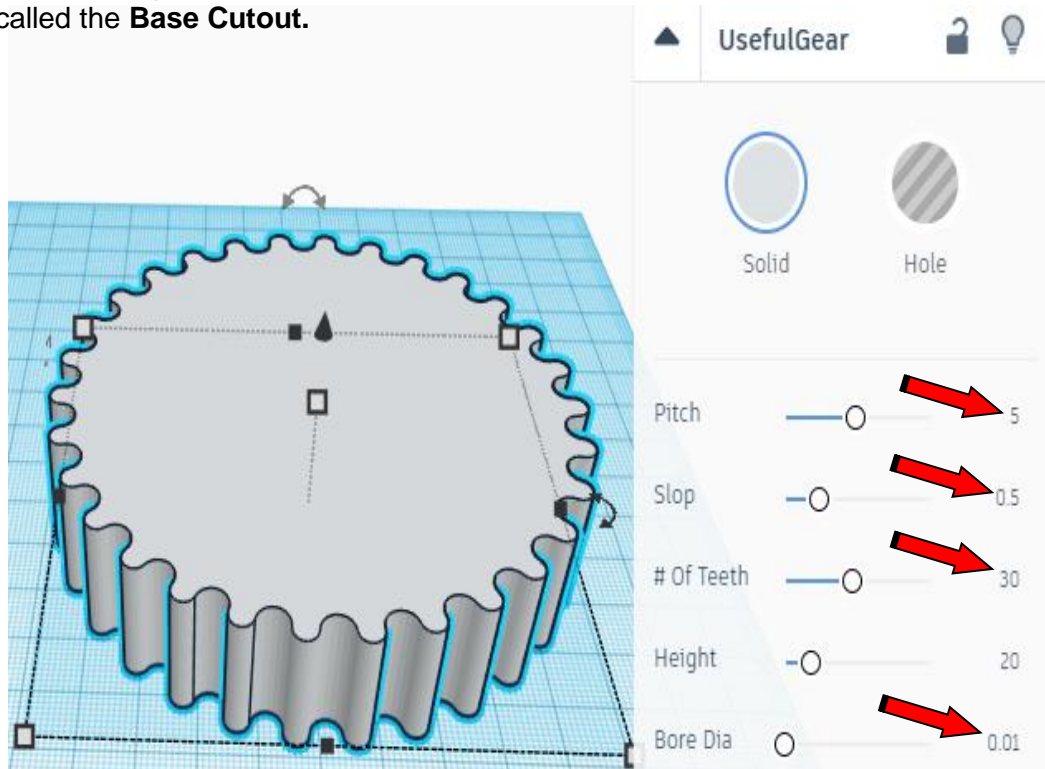 called the Base Cutout.
UsefulGear
Solid Hole
Pitch 5
Slop 0.5
# Of Teeth 30
Height 20
Bore Dia 0.01